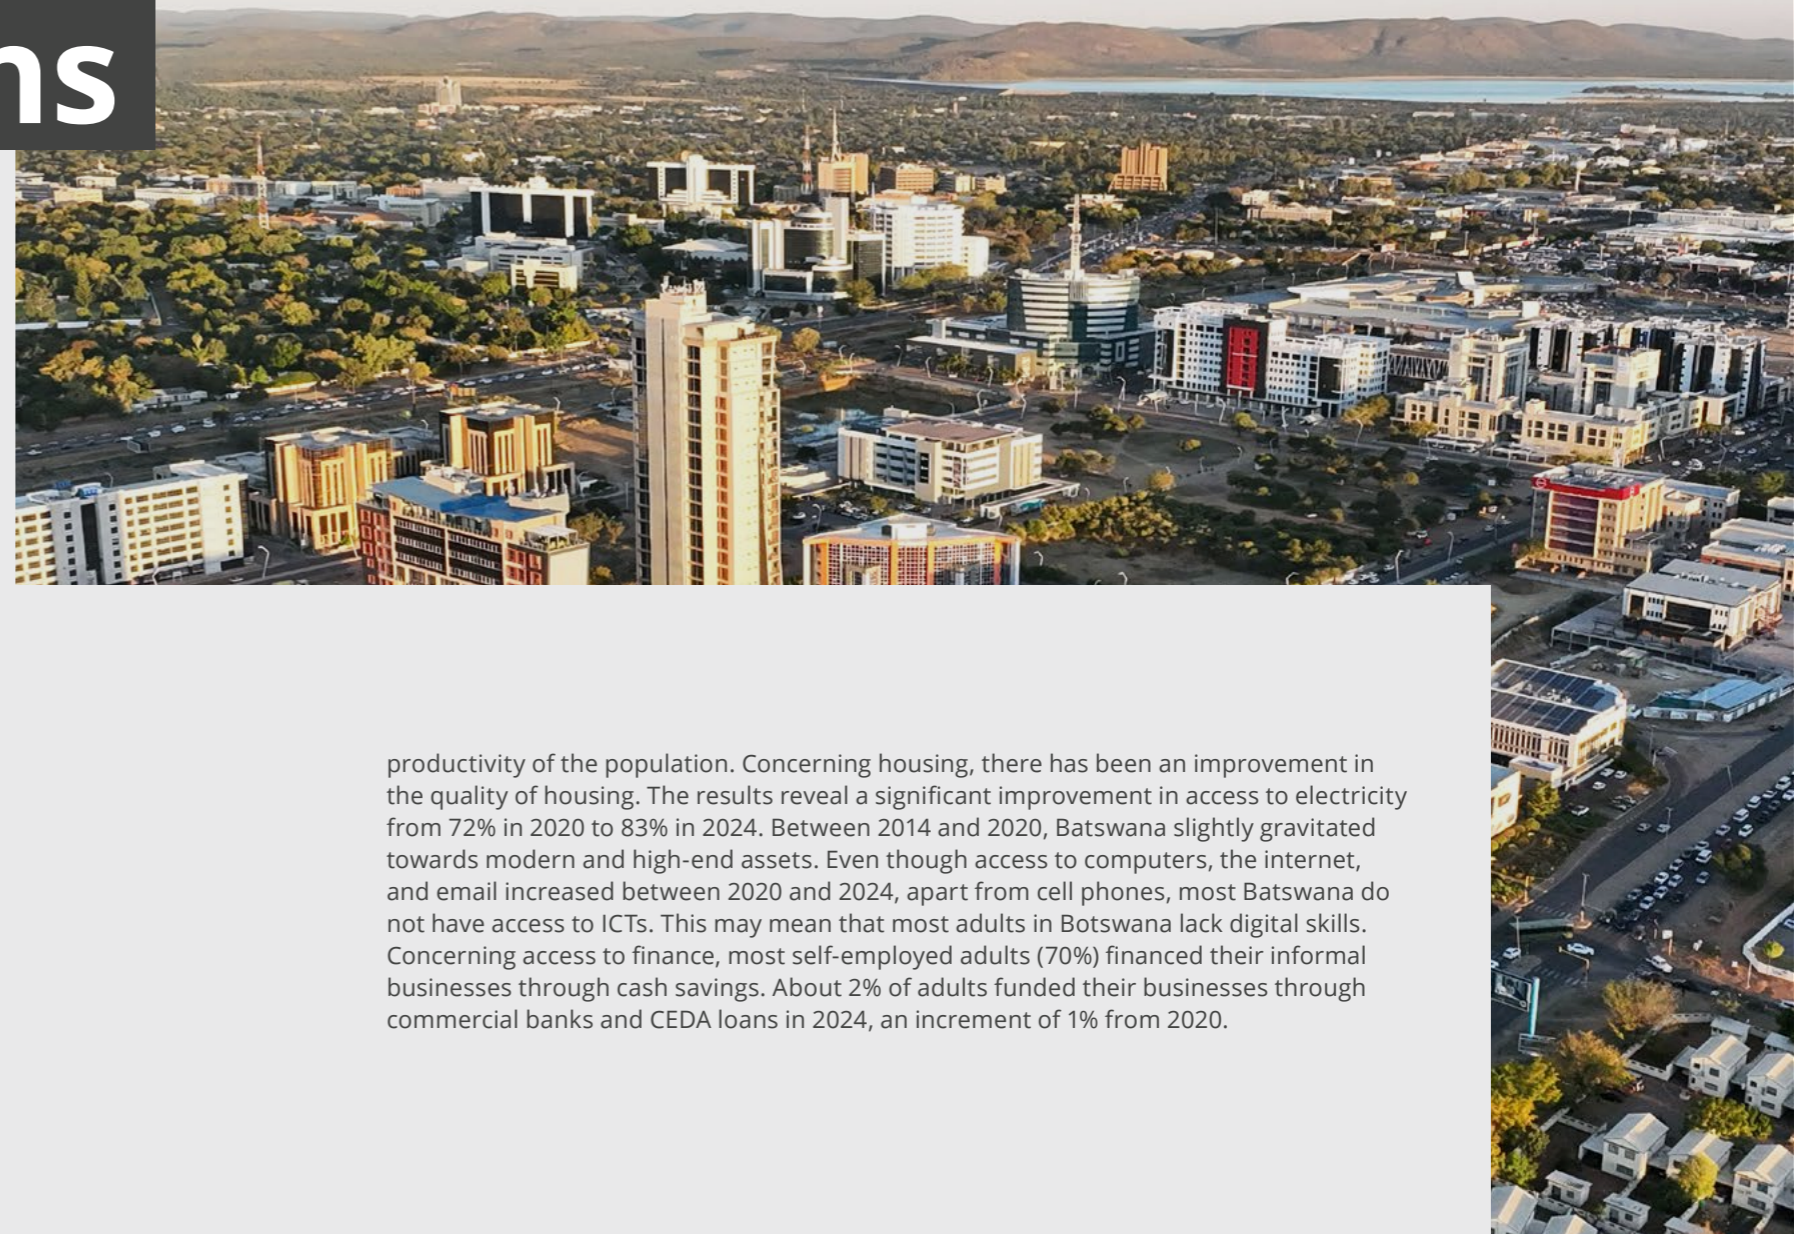 ns
productivity of the population. Concerning housing, there has been an improvement in
the quality of housing. The results reveal a significant improvement in access to electricity
from 72% in 2020 to 83% in 2024. Between 2014 and 2020, Batswana slightly gravitated
towards modern and high-end assets. Even though access to computers, the internet,
and email increased between 2020 and 2024, apart from cell phones, most Batswana do
not have access to ICTs. This may mean that most adults in Botswana lack digital skills.
Concerning access to finance, most self-employed adults (70%) financed their informal
businesses through cash savings. About 2% of adults funded their businesses through
commercial banks and CEDA loans in 2024, an increment of 1% from 2020.